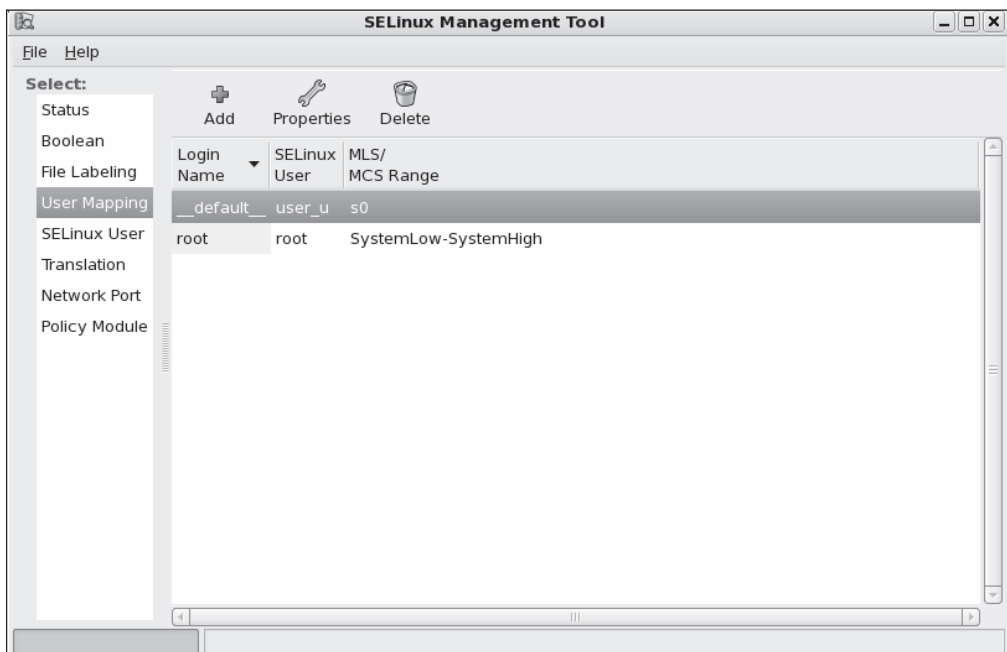 SELinux Management Tool
File Help
Select:
Status
Boolean
File Labeling
User Mapping
SELinux User
Translation
Network Port
Policy Module
Add Properties Delete
Login Name SELinux User MLS/ MCS Range
__default__ user_u s0
root root SystemLow-SystemHigh